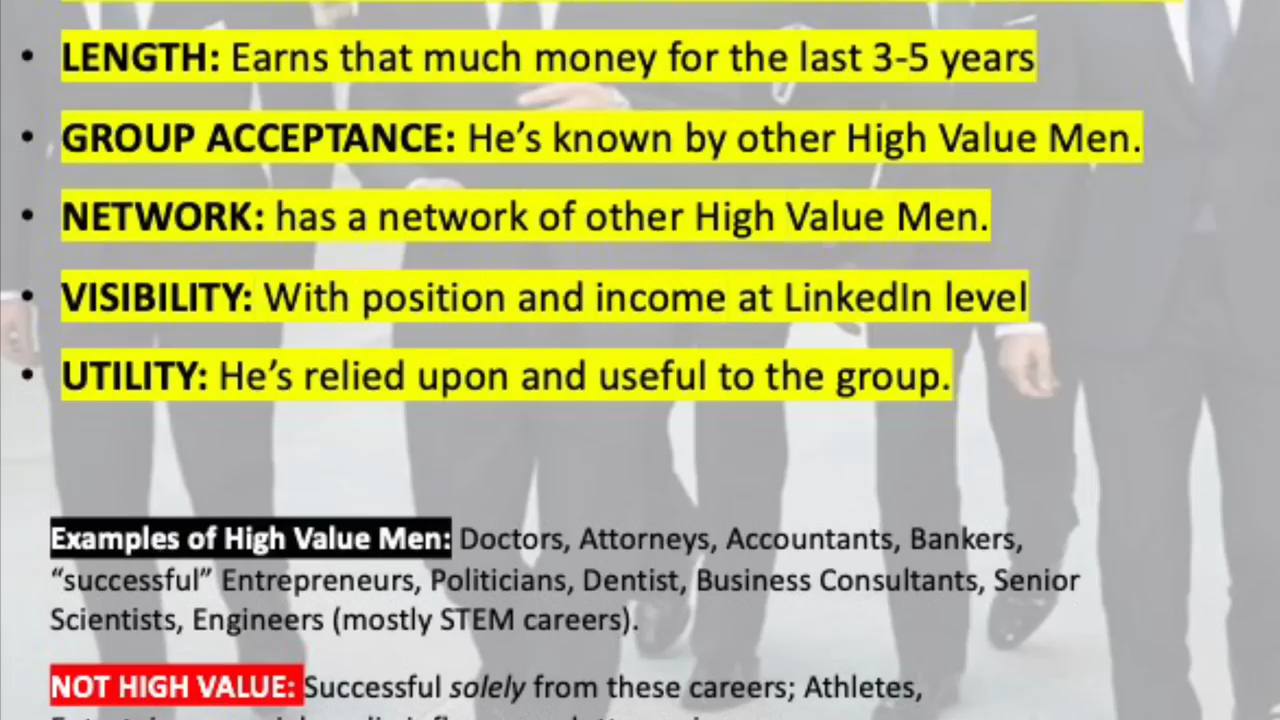 • LENGTH: Earns that much money for the last 3-5 years
• GROUP ACCEPTANCE: He’s known by other High Value Men.
• NETWORK: has a network of other High Value Men.
• VISIBILITY: With position and income at LinkedIn level
• UTILITY: He’s relied upon and useful to the group.
Examples of High Value Men: Doctors, Attorneys, Accountants, Bankers,
“successful” Entrepreneurs, Politicians, Dentist, Business Consultants, Senior
Scientists, Engineers (mostly STEM careers).
NOT HIGH VALUE: Successful solely from these careers; Athletes,